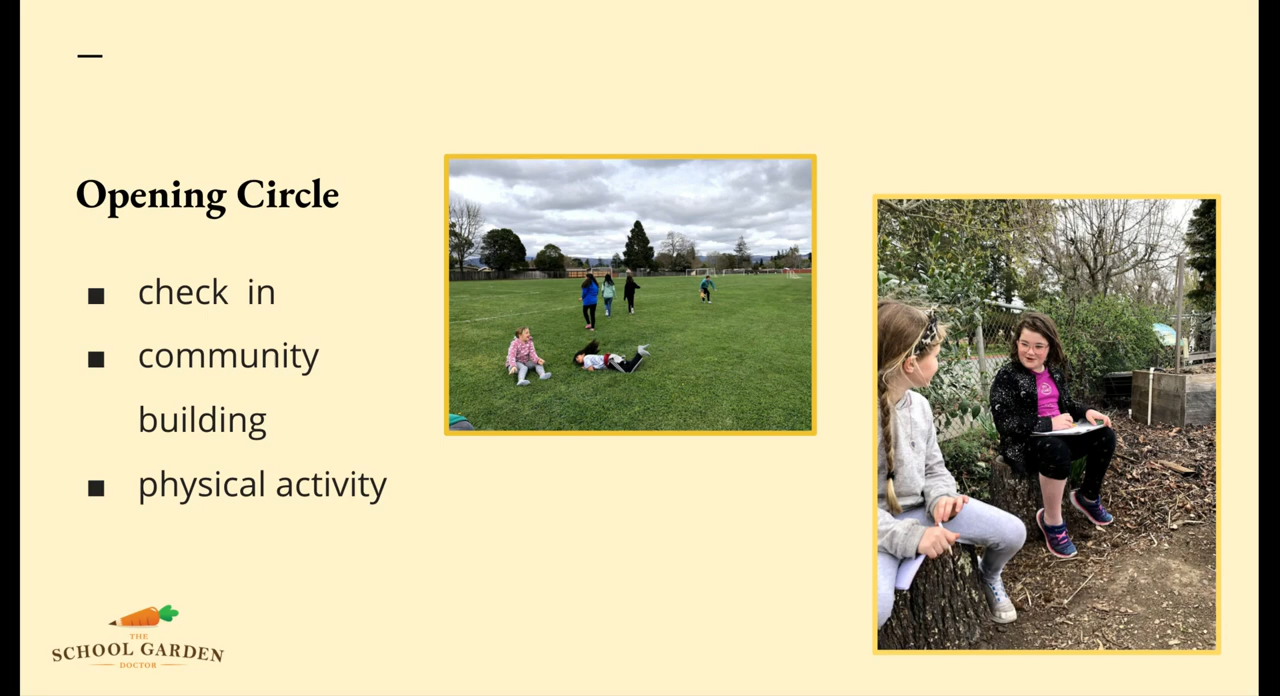 Opening Circle
■ check in
■ community
building
■ physical activity
THE
SCHOOL GARDEN
DOCTOR